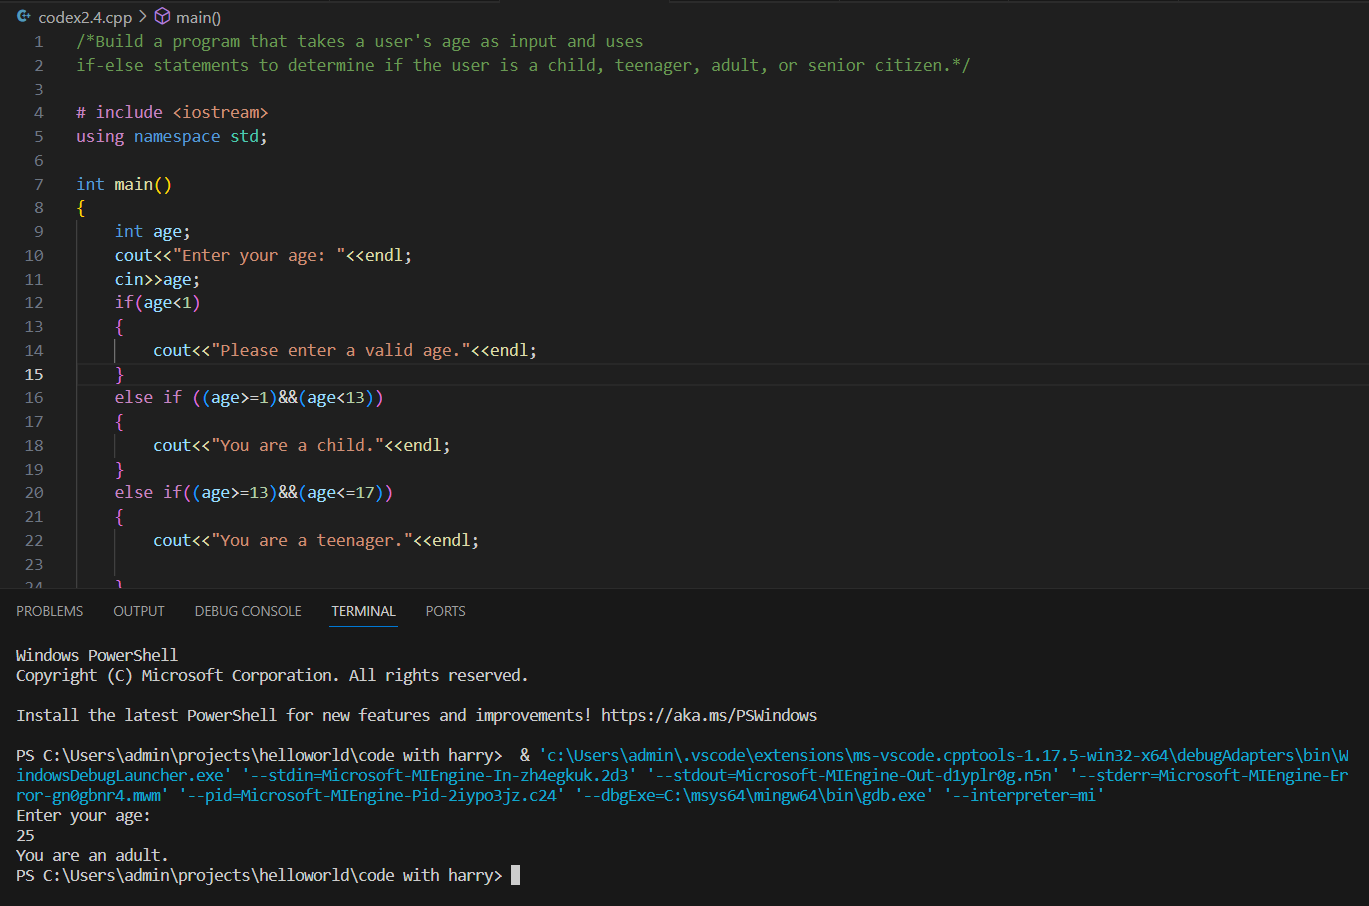 codex2.4.cpp > main()
1 /*Build a program that takes a user's age as input and uses
2 if-else statements to determine if the user is a child, teenager, adult, or senior citizen.*/
3
4 # include <iostream>
5 using namespace std;
6
7 int main()
8 {
9 int age;
10 cout<<"Enter your age: "<<endl;
11 cin>>age;
12 if(age<1)
13 {
14 cout<<"Please enter a valid age."<<endl;
15 }
16 else if ((age>=1)&&(age<13))
17 {
18 cout<<"You are a child."<<endl;
19 }
20 else if((age>=13)&&(age<=17))
21 {
22 cout<<"You are a teenager."<<endl;
23
24 }
PROBLEMS OUTPUT DEBUG CONSOLE TERMINAL PORTS
Windows PowerShell
Copyright (C) Microsoft Corporation. All rights reserved.
Install the latest PowerShell for new features and improvements! https://aka.ms/PSWindows
PS C:\Users\admin\projects\helloworld\code with harry> & 'c:\Users\admin\.vscode\extensions\ms-vscode.cpptools-1.17.5-win32-x64\debugAdapters\bin\W
indowsDebugLauncher.exe' '--stdin=Microsoft-MIEngine-In-zh4egkuk.2d3' '--stdout=Microsoft-MIEngine-Out-d1yplr0g.n5n' '--stderr=Microsoft-MIEngine-Er
ror-gn0gbnr4.mwm' '--pid=Microsoft-MIEngine-Pid-2iypo3jz.c24' '--dbgExe=C:\msys64\mingw64\bin\gdb.exe' '--interpreter=mi'
Enter your age:
25
You are an adult.
PS C:\Users\admin\projects\helloworld\code with harry>